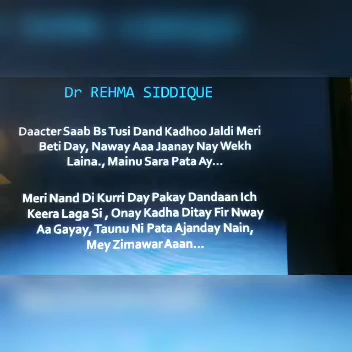 Dr REHMA SIDDIQUE
Daacter Saab Bs Tusi Dand Kadhoo Jaldi Meri
Beti Day, Naway Aaa Jaanay Nay Wekh
Laina., Mainu Sara Pata Ay...
Meri Nand Di Kurri Day Pakay Dandaan Ich
Keera Laga Si , Onay Kadha Ditay Fir Nway
Aa Gayay, Taunu Ni Pata Ajanday Nain,
Mey Zimawar Aaan...